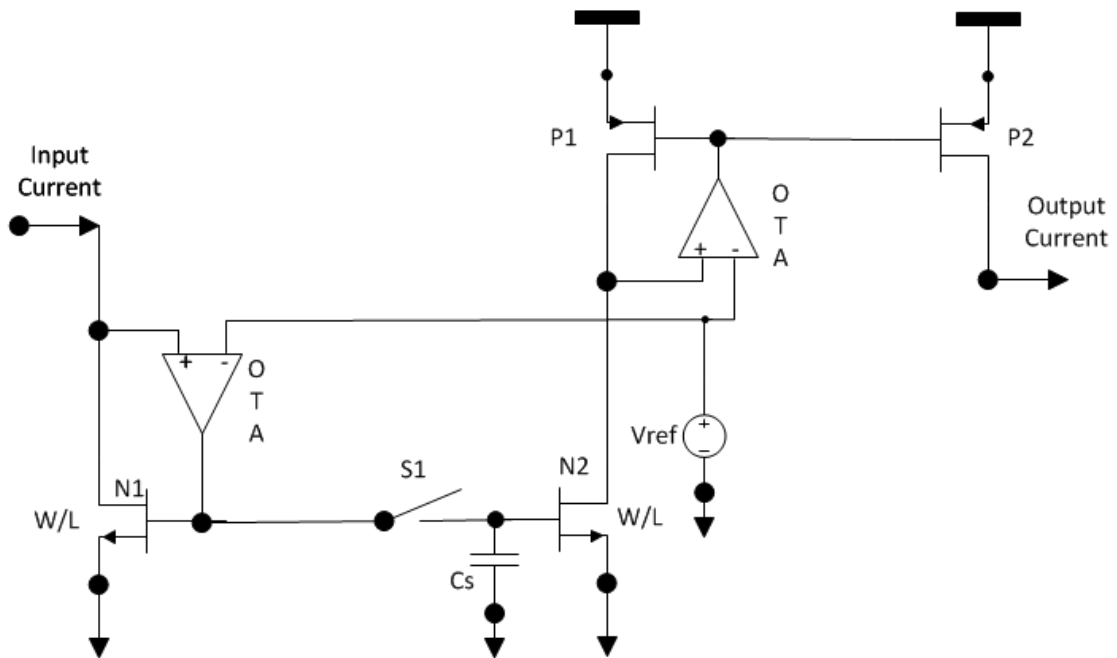 P1
P2
Input
Current
O
T
A
+ -
Output
Current
+ -
O
T
A
Vref
+
−
S1
N2
N1
W/L
W/L
Cs